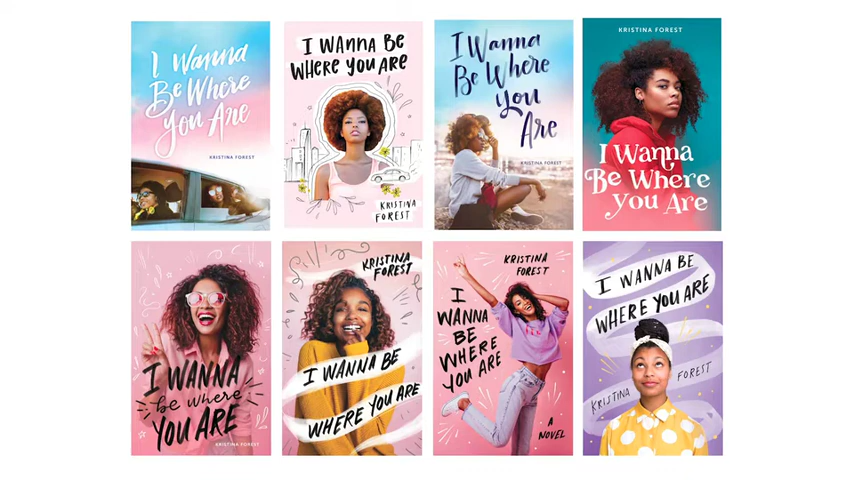 I Wanna
Be Where
You Are
KRISTINA FOREST
I WANNA BE
WHERE YOU ARE
KRISTINA
FOREST
I Wanna
Be Where
You
Are
KRISTINA FOREST
KRISTINA FOREST
I Wanna
Be Where
You Are
I WANNA
be where
YOU ARE
KRISTINA FOREST
KRISTINA
FOREST
I WANNA BE
WHERE YOU ARE
KRISTINA
FOREST
I
WANNA
BE
WHERE
YOU ARE
A
NOVEL
I WANNA BE
WHERE YOU ARE
KRISTINA FOREST